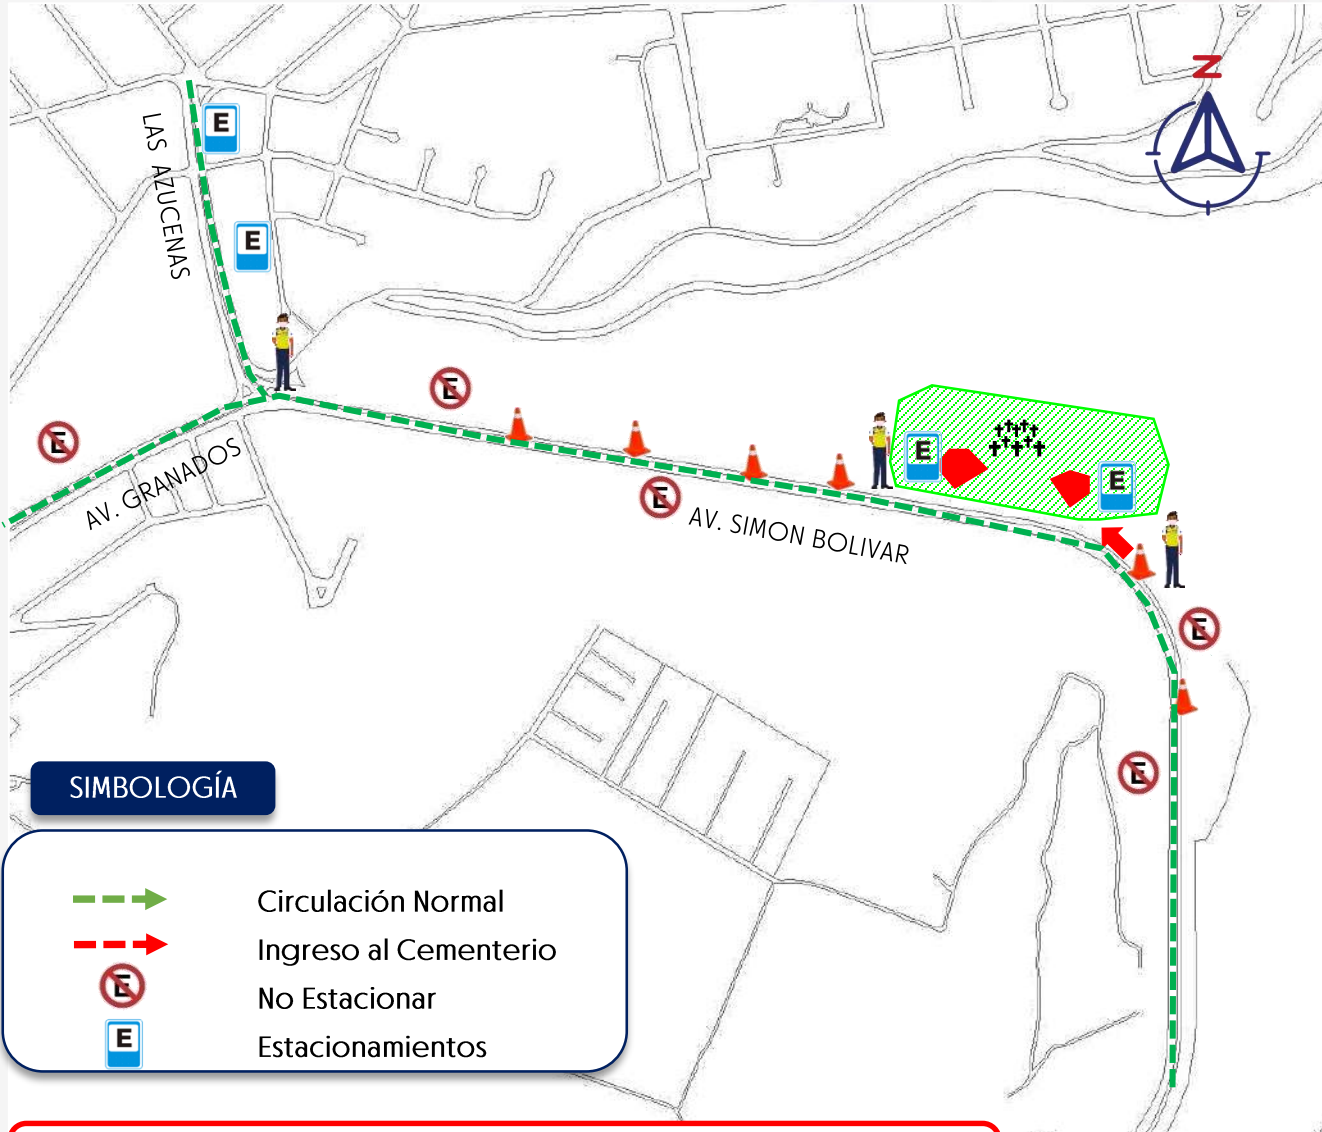 N
E
LAS AZUCENAS
E
E
E
AV. GRANADOS
E
E
E
AV. SIMON BOLIVAR
E
E
SIMBOLOGÍA
Circulación Normal
Ingreso al Cementerio
E
No Estacionar
E
Estacionamientos